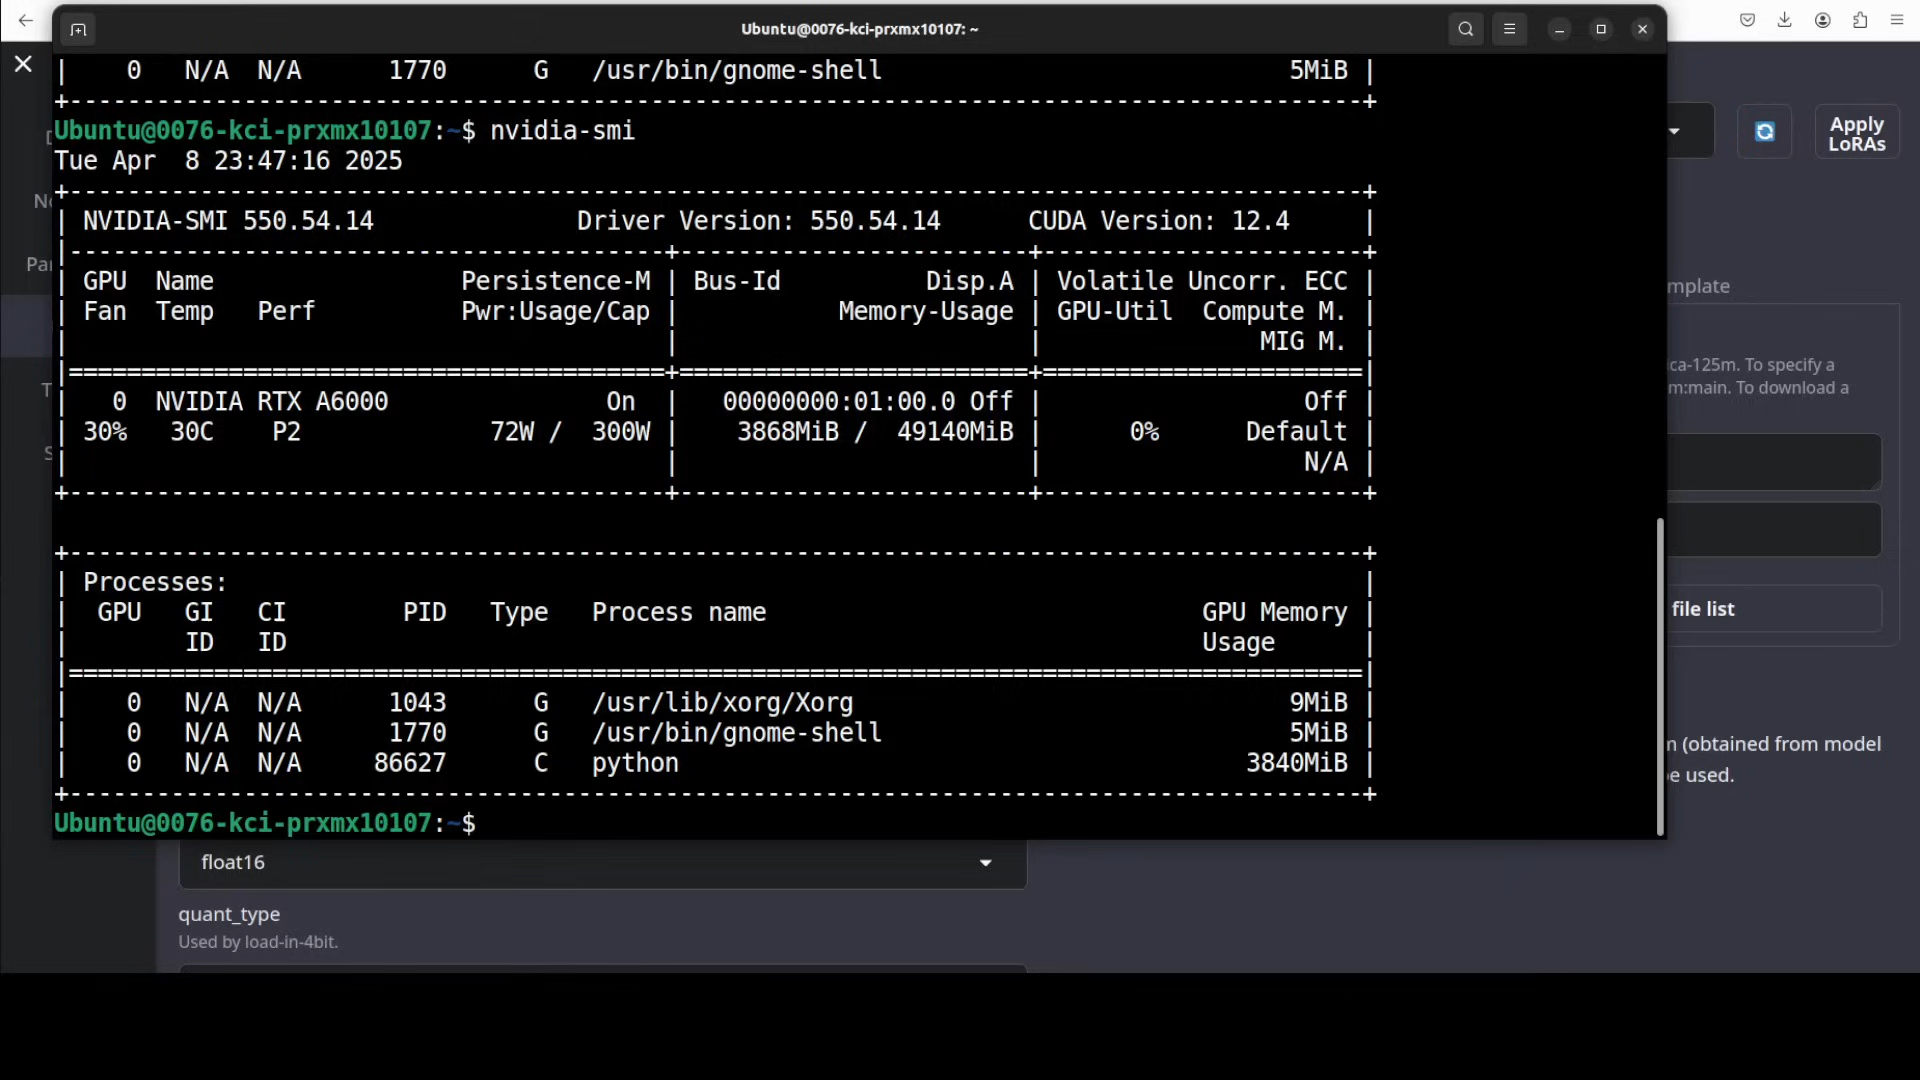 Ubuntu@0076-kci-prxmx10107: ~
|    0   N/A  N/A      1770      G   /usr/bin/gnome-shell                            5MiB |
+-----------------------------------------------------------------------------------------+
Ubuntu@0076-kci-prxmx10107:~$ nvidia-smi
Tue Apr  8 23:47:16 2025
+-----------------------------------------------------------------------------------------+
| NVIDIA-SMI 550.54.14              Driver Version: 550.54.14      CUDA Version: 12.4     |
|-----------------------------------------+------------------------+----------------------+
| GPU  Name                 Persistence-M | Bus-Id          Disp.A | Volatile Uncorr. ECC |
| Fan  Temp   Perf          Pwr:Usage/Cap |           Memory-Usage | GPU-Util  Compute M. |
|                                         |                        |               MIG M. |
|=========================================+========================+======================|
|   0  NVIDIA RTX A6000               On  |   00000000:01:00.0 Off |                  Off |
| 30%   30C    P2              72W /  300W |    3868MiB /  49140MiB |      0%      Default |
|                                         |                        |                  N/A |
+-----------------------------------------+------------------------+----------------------+
+-----------------------------------------------------------------------------------------+
| Processes:                                                                              |
|  GPU   GI   CI        PID   Type   Process name                              GPU Memory |
|        ID   ID                                                               Usage      |
|=========================================================================================|
|    0   N/A  N/A      1043      G   /usr/lib/xorg/Xorg                              9MiB |
|    0   N/A  N/A      1770      G   /usr/bin/gnome-shell                            5MiB |
|    0   N/A  N/A     86627      C   python                                       3840MiB |
+-----------------------------------------------------------------------------------------+
Ubuntu@0076-kci-prxmx10107:~$
Apply
LoRAs
mplate
ca-125m. To specify a
m:main. To download a
file list
(obtained from model
be used.
float16
quant_type
Used by load-in-4bit.